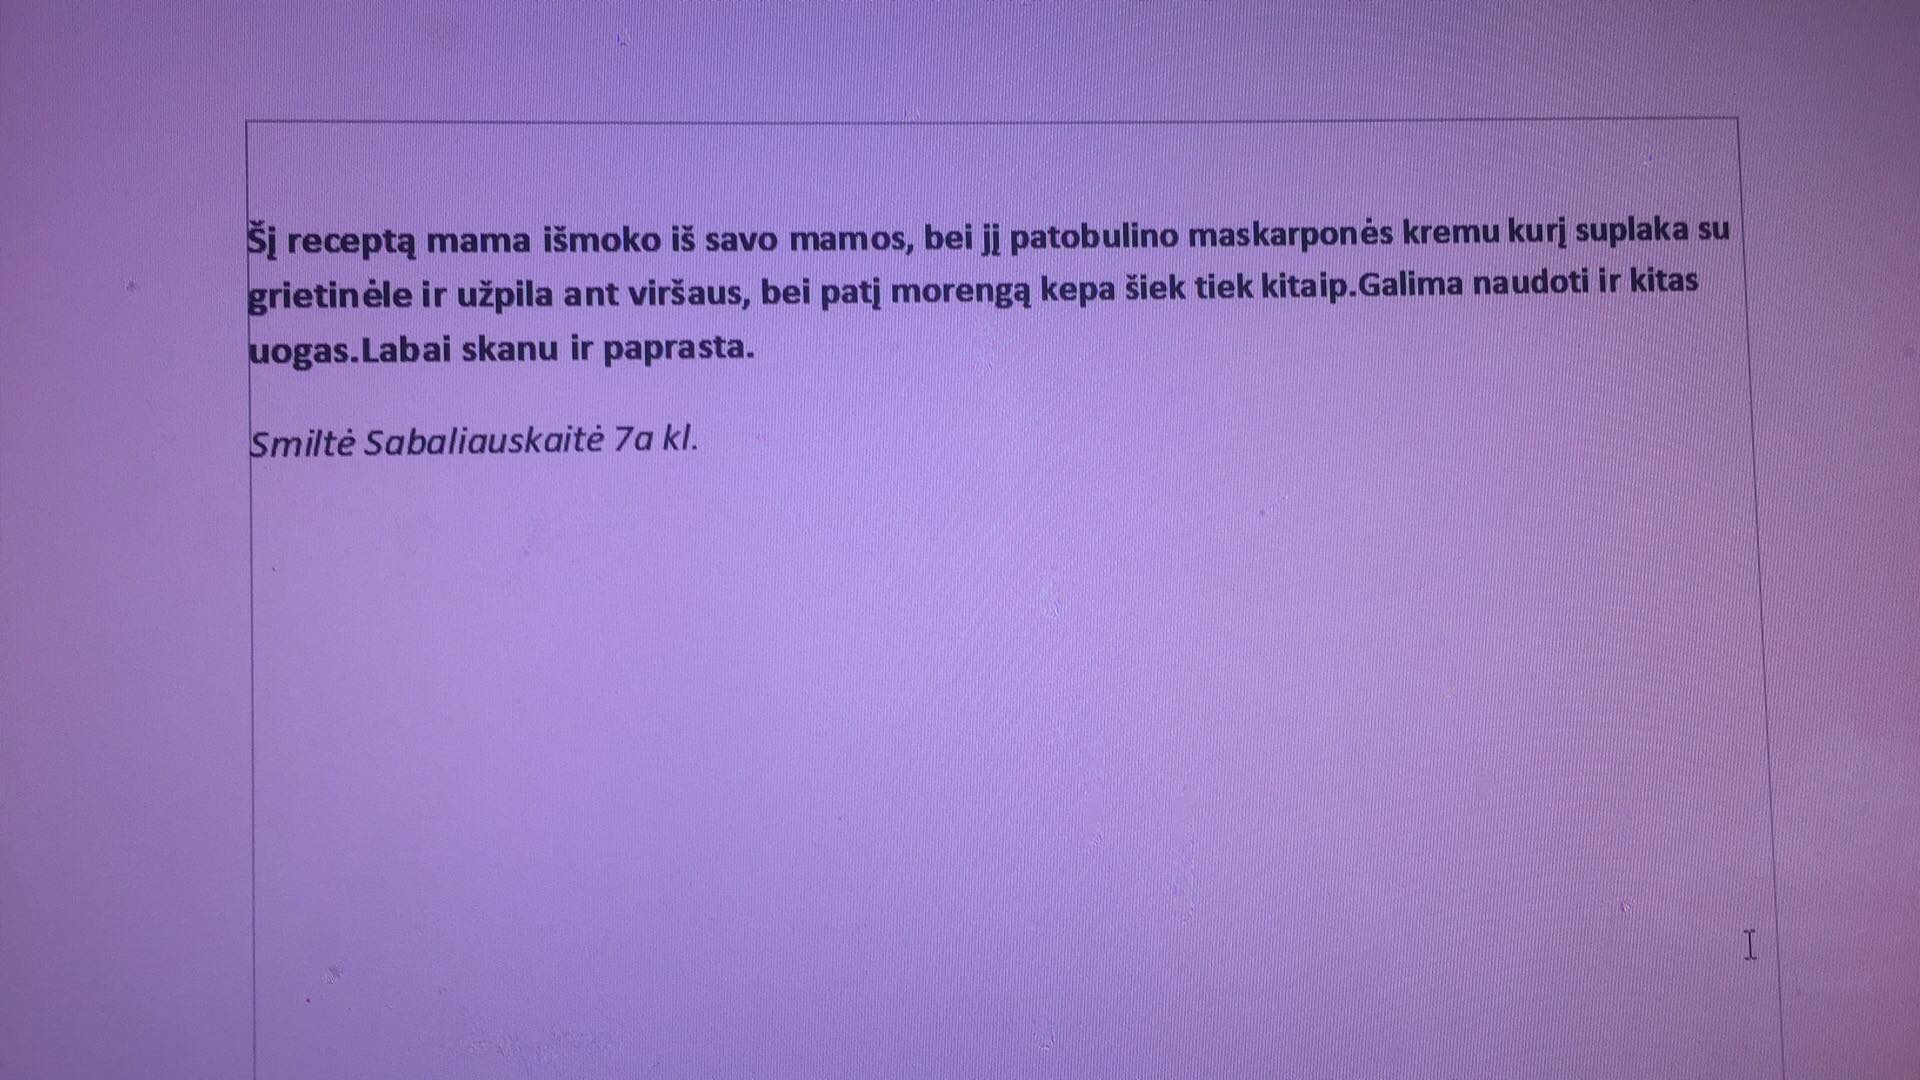 Šį receptą mama išmoko iš savo mamos, bei jį patobulino maskarponės kremu kurį suplaka su
grietinėle ir užpila ant viršaus, bei patį morengą kepa šiek tiek kitaip.Galima naudoti ir kitas
uogas.Labai skanu ir paprasta.
Smiltė Sabaliauskaitė 7a kl.